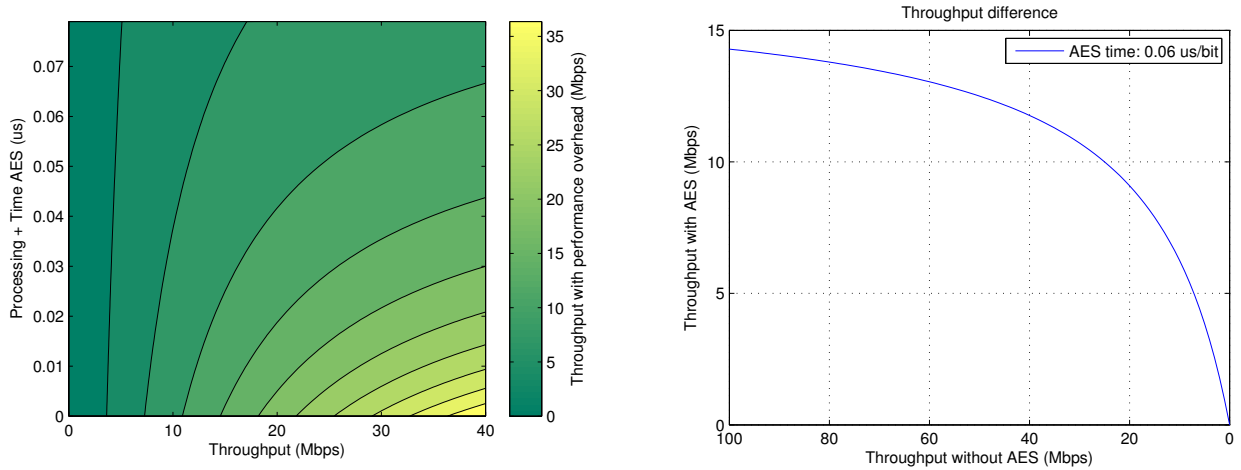 0.07
0.06
0.05
0.04
0.03
0.02
0.01
0
Processing + Time AES (us)
0 10 20 30 40
Throughput (Mbps)
35
30
25
20
15
10
5
0
Throughput with performance overhead (Mbps)
Throughput difference
AES time: 0.06 us/bit
15
10
5
0
Throughput with AES (Mbps)
100 80 60 40 20 0
Throughput without AES (Mbps)